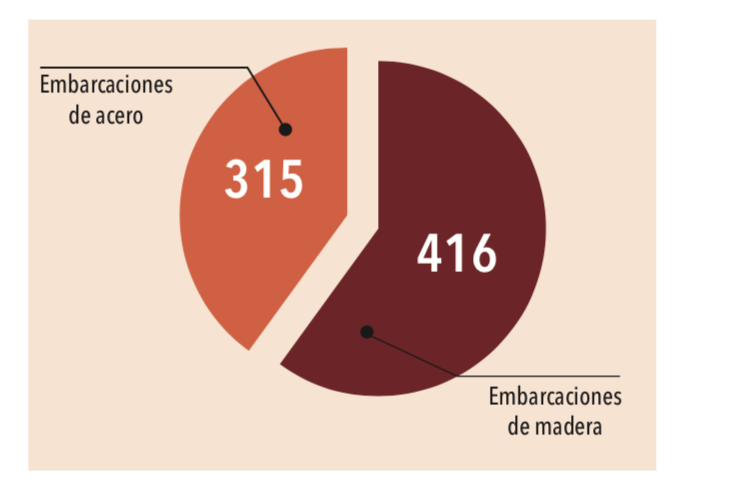 Embarcaciones
de acero
315
416
Embarcaciones
de madera